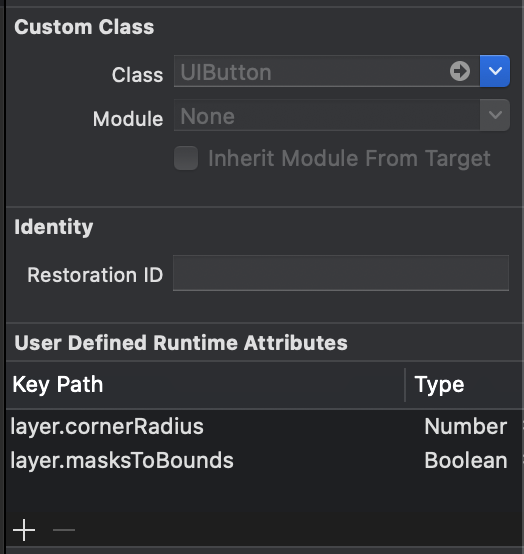 Custom Class
Class UIButton
Module None
Inherit Module From Target
Identity
Restoration ID
User Defined Runtime Attributes
Key Path Type
layer.cornerRadius Number
layer.masksToBounds Boolean